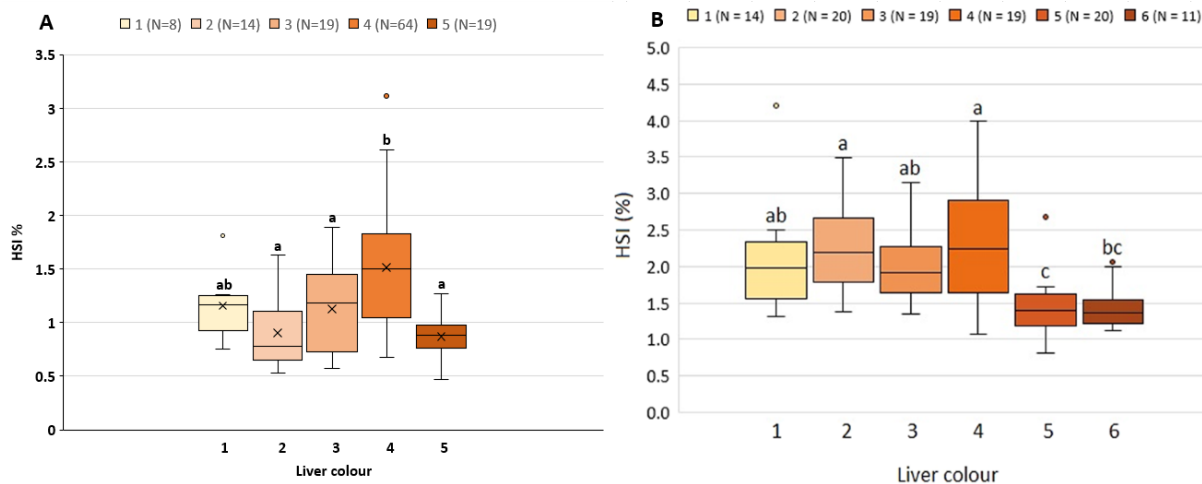 A
1 (N=8) 2 (N=14) 3 (N=19) 4 (N=64) 5 (N=19)
3.5
3
2.5
2
1.5
1
0.5
0
HSI %
ab
a
a
b
a
1 2 3 4 5
Liver colour
B
1 (N = 14) 2 (N = 20) 3 (N = 19) 4 (N = 19) 5 (N = 20) 6 (N = 11)
5.0
4.5
4.0
3.5
3.0
2.5
2.0
1.5
1.0
0.5
0.0
HSI (%)
ab
a
ab
a
c
bc
1 2 3 4 5 6
Liver colour